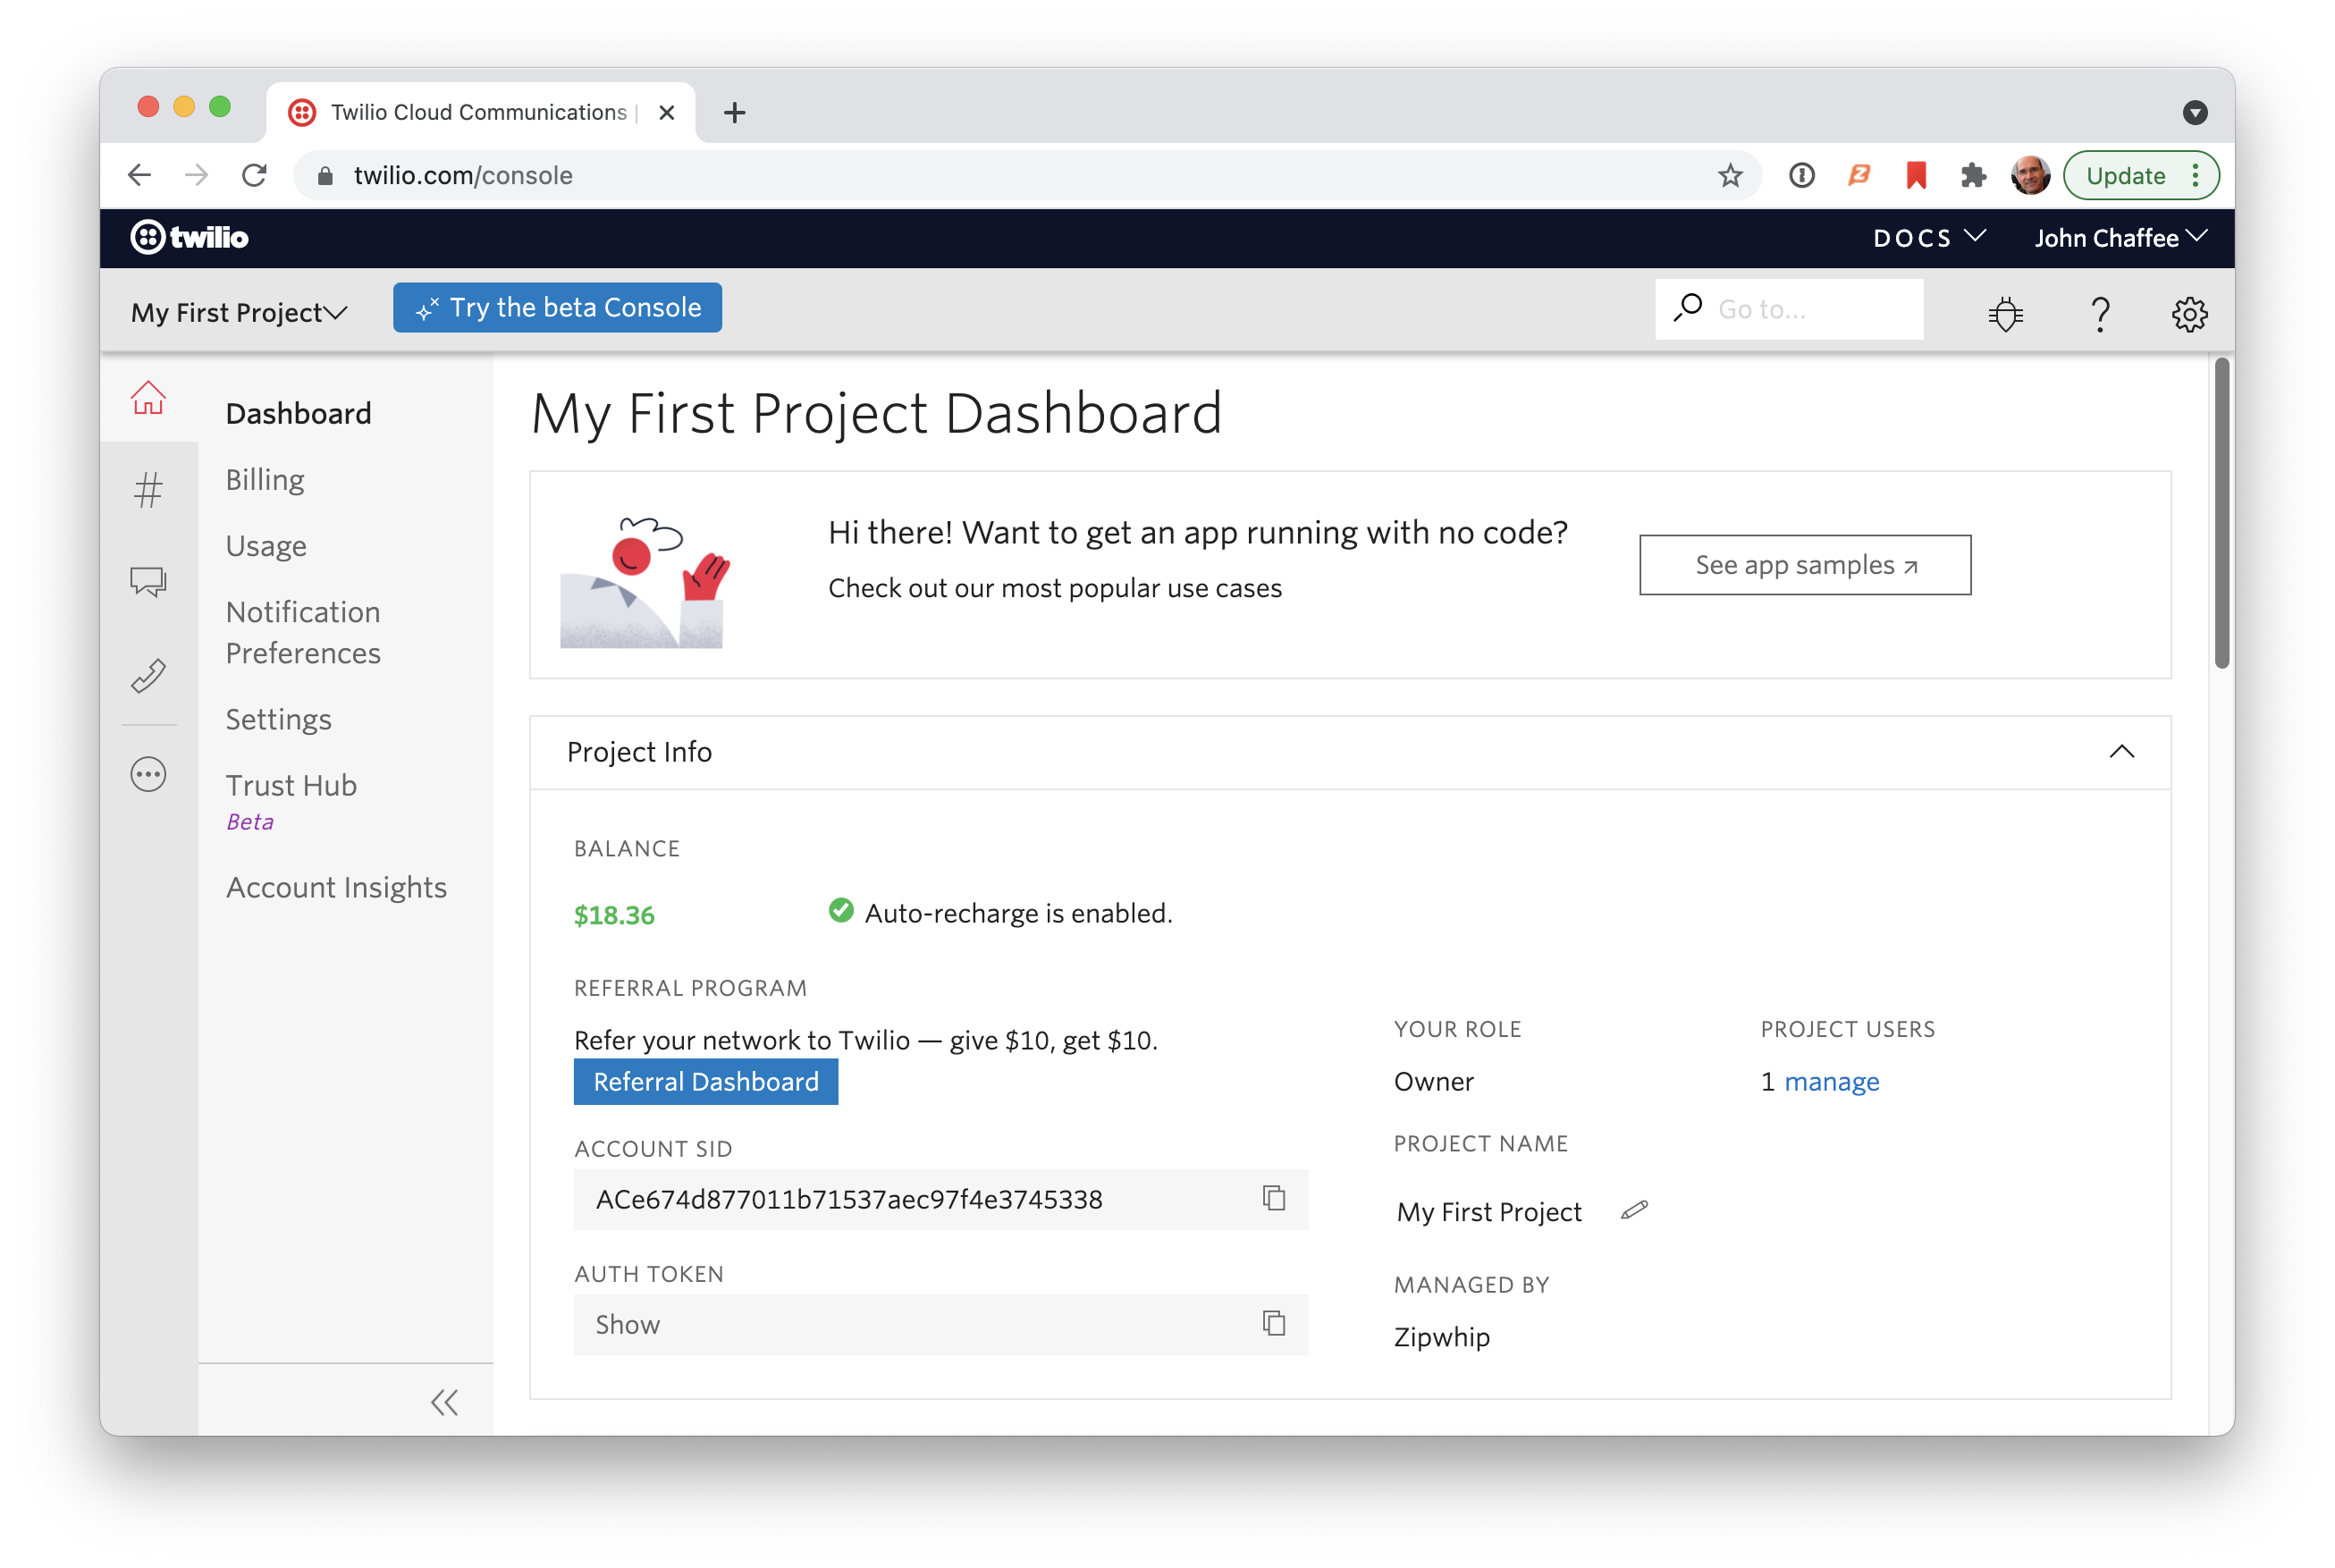 Twilio Cloud Communications |
twilio.com/console
Update
twilio
DOCS
John Chaffee
My First Project
Try the beta Console
Go to...
Dashboard
Billing
Usage
Notification
Preferences
Settings
Trust Hub
Beta
Account Insights
My First Project Dashboard
Hi there! Want to get an app running with no code?
Check out our most popular use cases
See app samples
Project Info
BALANCE
$18.36
Auto-recharge is enabled.
REFERRAL PROGRAM
Refer your network to Twilio — give $10, get $10.
Referral Dashboard
ACCOUNT SID
ACe674d877011b71537aec97f4e3745338
AUTH TOKEN
Show
YOUR ROLE
Owner
PROJECT USERS
1 manage
PROJECT NAME
My First Project
MANAGED BY
Zipwhip